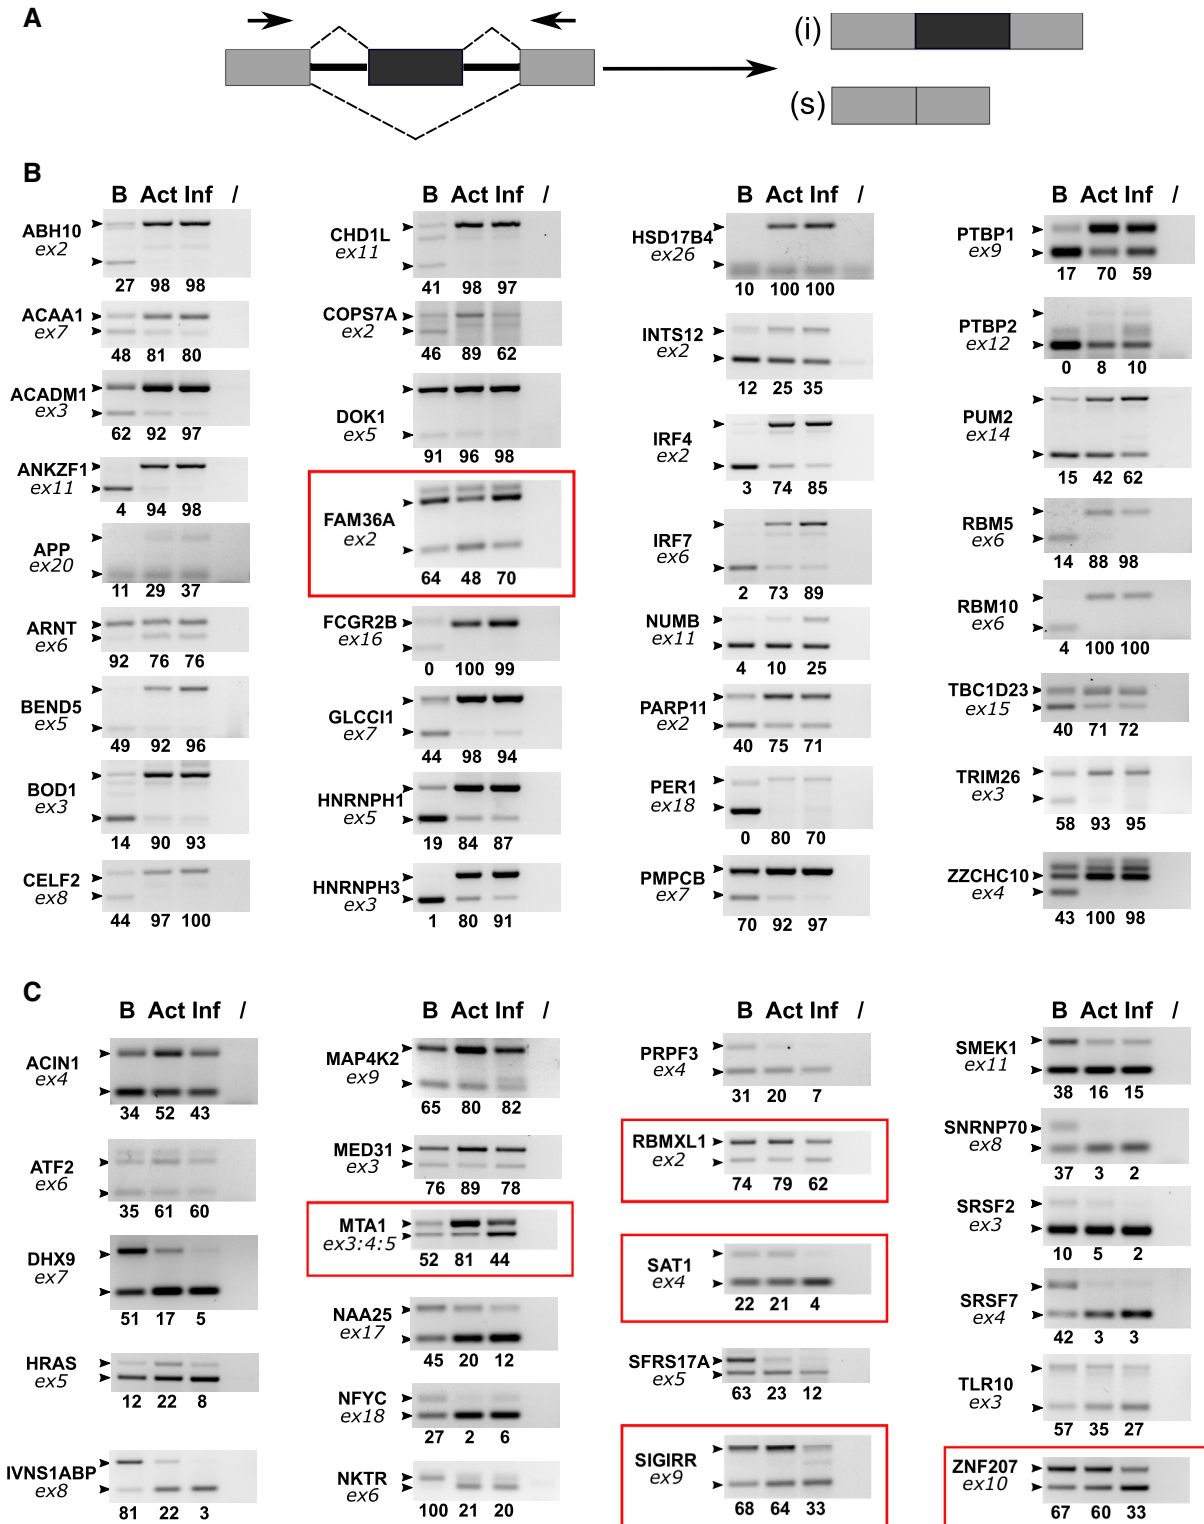 A
(i)
(s)
B
B Act Inf /
ABH10
ex2
27 98 98
ACAA1
ex7
48 81 80
ACADM1
ex3
62 92 97
ANKZF1
ex11
4 94 98
APP
ex20
11 29 37
ARNT
ex6
92 76 76
BEND5
ex5
49 92 96
BOD1
ex3
14 90 93
CELF2
ex8
44 97 100
B Act Inf /
CHD1L
ex11
41 98 97
COPS7A
ex2
46 89 62
DOK1
ex5
91 96 98
FAM36A
ex2
64 48 70
FCGR2B
ex16
0 100 99
GLCCI1
ex7
44 98 94
HNRNPH1
ex5
19 84 87
HNRNPH3
ex3
1 80 91
B Act Inf /
HSD17B4
ex26
10 100 100
INTS12
ex2
12 25 35
IRF4
ex2
3 74 85
IRF7
ex6
2 73 89
NUMB
ex11
4 10 25
PARP11
ex2
40 75 71
PER1
ex18
0 80 70
PMPCB
ex7
70 92 97
B Act Inf /
PTBP1
ex9
17 70 59
PTBP2
ex12
0 8 10
PUM2
ex14
15 42 62
RBM5
ex6
14 88 98
RBM10
ex6
4 100 100
TBC1D23
ex15
40 71 72
TRIM26
ex3
58 93 95
ZZCHC10
ex4
43 100 98
C
B Act Inf /
ACIN1
ex4
34 52 43
ATF2
ex6
35 61 60
DHX9
ex7
51 17 5
HRAS
ex5
12 22 8
IVNS1ABP
ex8
81 22 3
B Act Inf /
MAP4K2
ex9
65 80 82
MED31
ex3
76 89 78
MTA1
ex3:4:5
52 81 44
NAA25
ex17
45 20 12
NFYC
ex18
27 2 6
NKTR
ex6
100 21 20
B Act Inf /
PRPF3
ex4
31 20 7
RBMXL1
ex2
74 79 62
SAT1
ex4
22 21 4
SFRS17A
ex5
63 23 12
SIGIRR
ex9
68 64 33
B Act Inf /
SMEK1
ex11
38 16 15
SNRNP70
ex8
37 3 2
SRSF2
ex3
10 5 2
SRSF7
ex4
42 3 3
TLR10
ex3
57 35 27
ZNF207
ex10
67 60 33